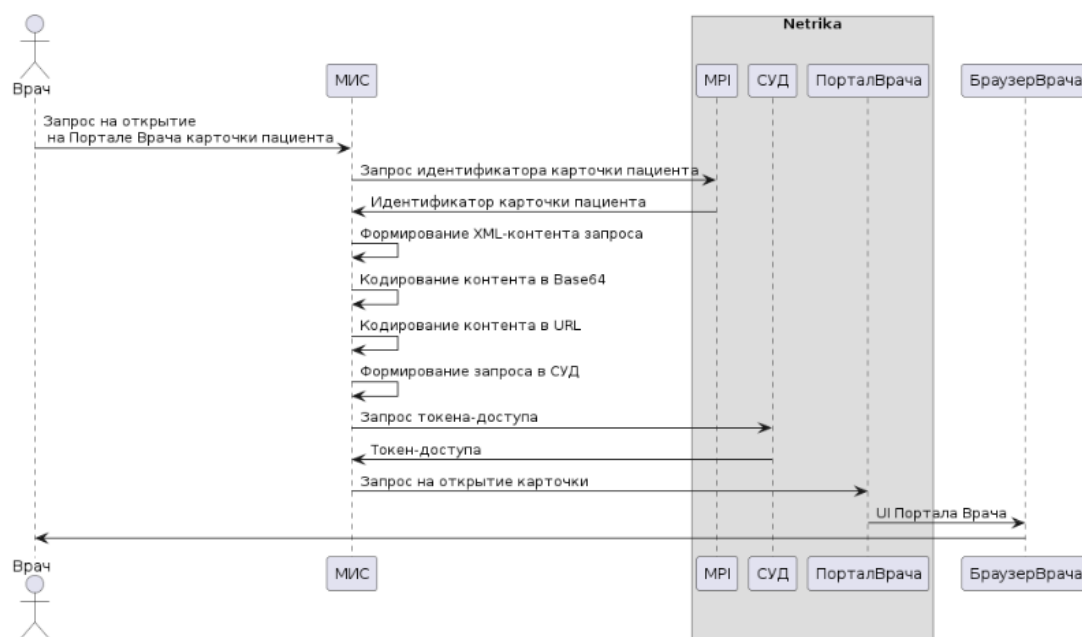 Netrika
Врач
МИС
MPI
СУД
ПорталВрача
БраузерВрача
Запрос на открытие
на Портале Врача карточки пациента
Запрос идентификатора карточки пациента
Идентификатор карточки пациента
Формирование XML-контента запроса
Кодирование контента в Base64
Кодирование контента в URL
Формирование запроса в СУД
Запрос токена-доступа
Токен-доступа
Запрос на открытие карточки
UI Портала Врача
Врач
МИС
MPI
СУД
ПорталВрача
БраузерВрача